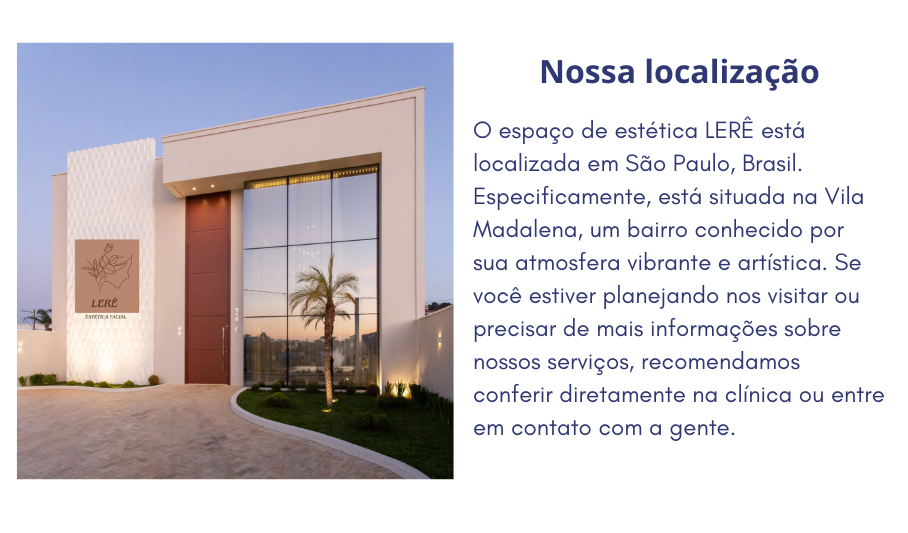 Nossa localização
O espaço de estética LERÊ está
localizada em São Paulo, Brasil.
Especificamente, está situada na Vila
Madalena, um bairro conhecido por
sua atmosfera vibrante e artística. Se
você estiver planejando nos visitar ou
precisar de mais informações sobre
nossos serviços, recomendamos
conferir diretamente na clínica ou entre
em contato com a gente.
LERÊ
ESTÉTICA FACIAL